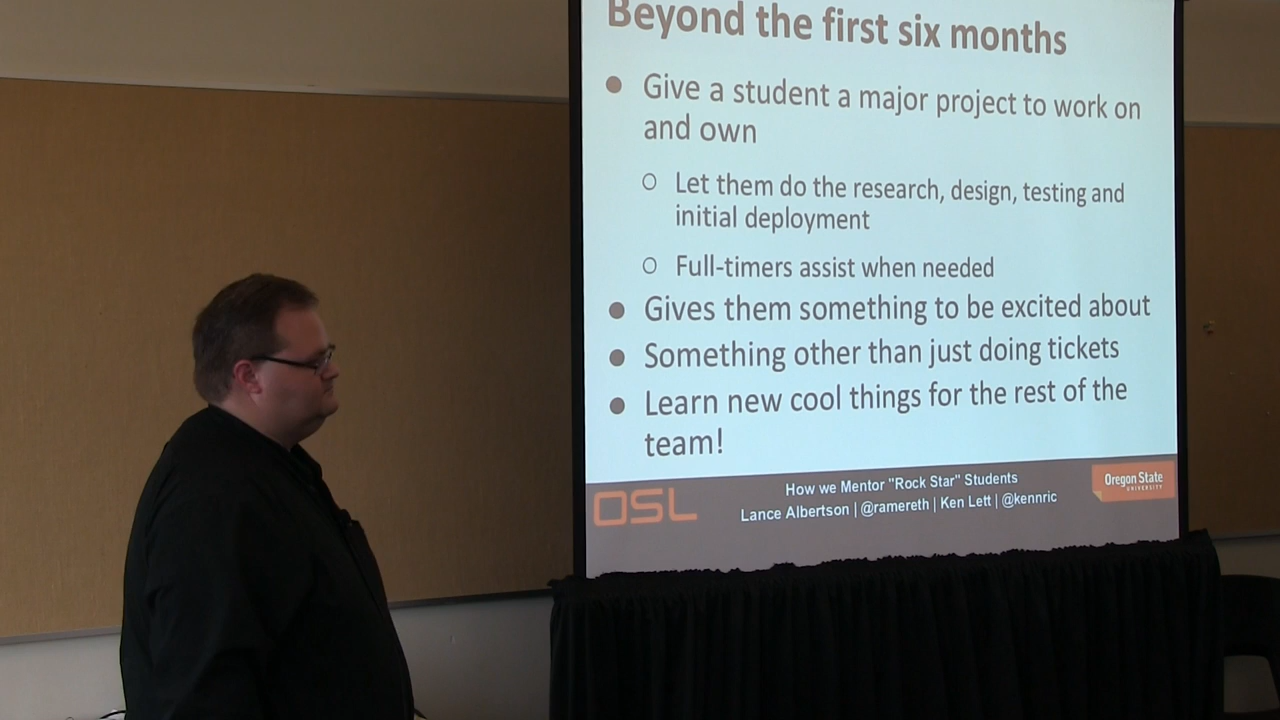 Beyond the first six months
● Give a student a major project to work on
and own
○ Let them do the research, design, testing and
initial deployment
○ Full-timers assist when needed
● Gives them something to be excited about
● Something other than just doing tickets
● Learn new cool things for the rest of the
team!
How we Mentor "Rock Star" Students
Lance Albertson | @ramereth | Ken Lett | @kennric
OSL
Oregon State
UNIVERSITY